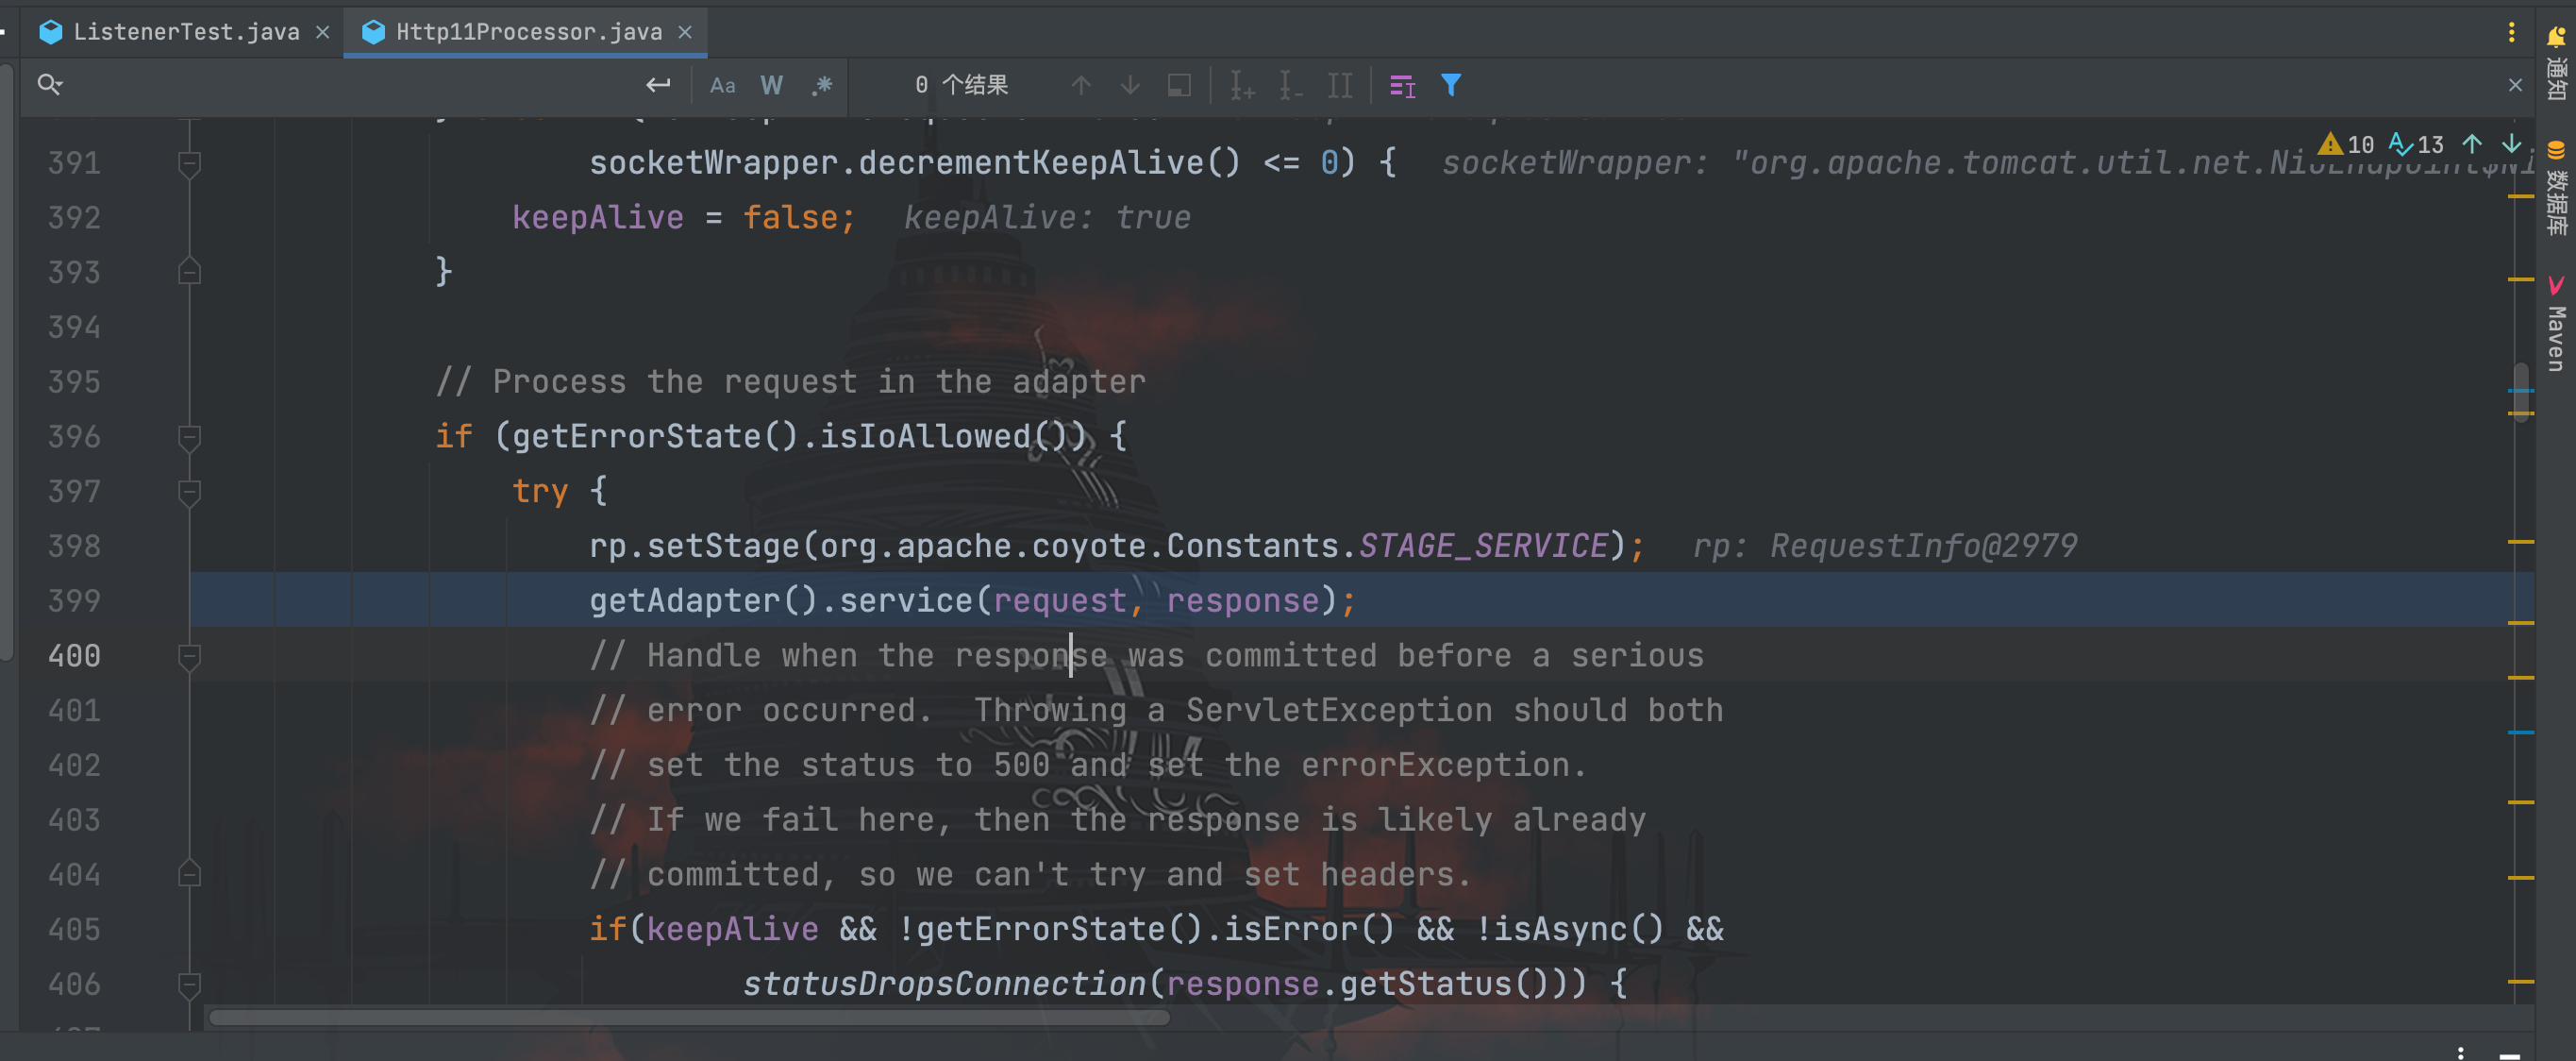 ListenerTest.java
Http11Processor.java
Aa W .* 0 个结果
10 13
391 socketWrapper.decrementKeepAlive() <= 0) { socketWrapper: "org.apache.tomcat.util.net.NioEndpoint$Ni
392 keepAlive = false; keepAlive: true
393 }
394
395 // Process the request in the adapter
396 if (getErrorState().isIoAllowed()) {
397 try {
398 rp.setStage(org.apache.coyote.Constants.STAGE_SERVICE); rp: RequestInfo@2979
399 getAdapter().service(request, response);
400 // Handle when the response was committed before a serious
401 // error occurred.  Throwing a ServletException should both
402 // set the status to 500 and set the errorException.
403 // If we fail here, then the response is likely already
404 // committed, so we can't try and set headers.
405 if(keepAlive && !getErrorState().isError() && !isAsync() &&
406 statusDropsConnection(response.getStatus())) {
通知
数据库
Maven